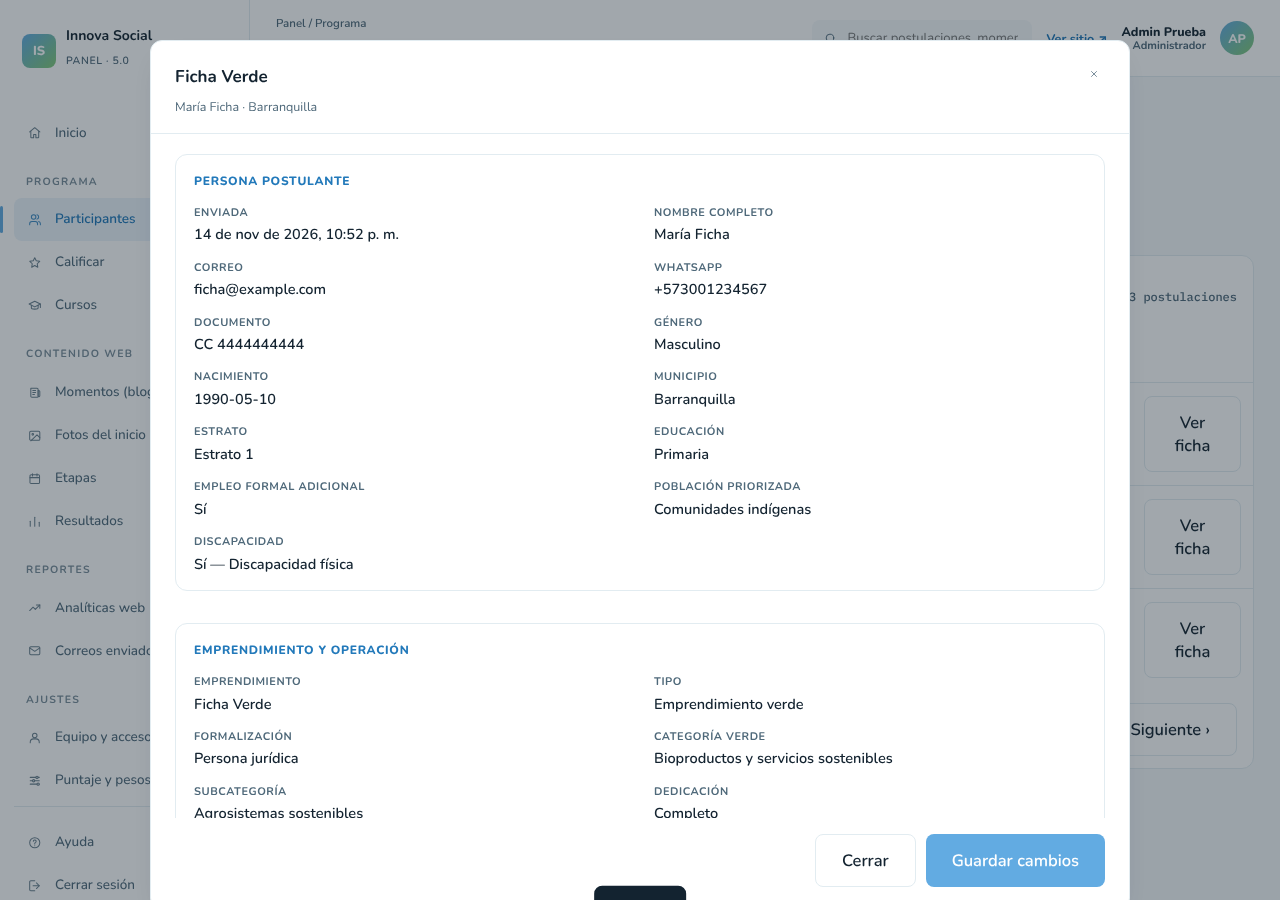 IS
Innova Social
PANEL · 5.0
Panel / Programa
Buscar postulaciones, momer
Ver sitio ↗
Admin Prueba
Administrador
AP
Inicio
PROGRAMA
Participantes
Calificar
Cursos
CONTENIDO WEB
Momentos (blog
Fotos del inicio
Etapas
Resultados
REPORTES
Analíticas web
Correos enviado
AJUSTES
Equipo y acceso
Puntaje y pesos
Ayuda
Cerrar sesión
Ficha Verde
×
María Ficha · Barranquilla
PERSONA POSTULANTE
ENVIADA
14 de nov de 2026, 10:52 p. m.
NOMBRE COMPLETO
María Ficha
CORREO
ficha@example.com
WHATSAPP
+573001234567
DOCUMENTO
CC 4444444444
GÉNERO
Masculino
NACIMIENTO
1990-05-10
MUNICIPIO
Barranquilla
ESTRATO
Estrato 1
EDUCACIÓN
Primaria
EMPLEO FORMAL ADICIONAL
Sí
POBLACIÓN PRIORIZADA
Comunidades indígenas
DISCAPACIDAD
Sí — Discapacidad física
EMPRENDIMIENTO Y OPERACIÓN
EMPRENDIMIENTO
Ficha Verde
TIPO
Emprendimiento verde
FORMALIZACIÓN
Persona jurídica
CATEGORÍA VERDE
Bioproductos y servicios sostenibles
SUBCATEGORÍA
Agrosistemas sostenibles
DEDICACIÓN
Completo
Cerrar
Guardar cambios
3 postulaciones
Ver
ficha
Ver
ficha
Ver
ficha
Siguiente ›